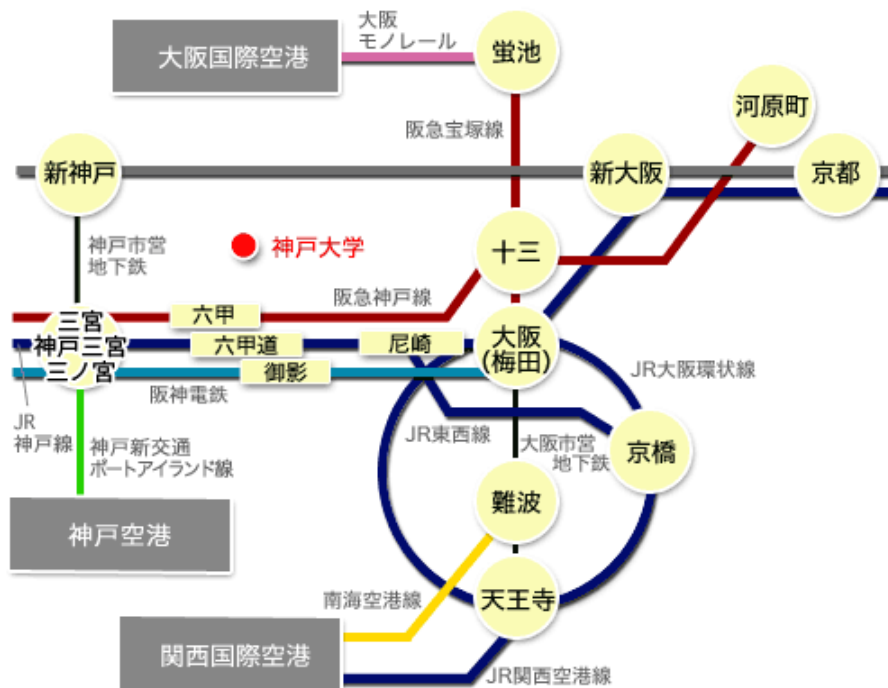 大阪
モノレール
大阪国際空港
蛍池
河原町
阪急宝塚線
新神戸
新大阪
京都
神戸市営
地下鉄
神戸大学
十三
阪急神戸線
三宮
神戸三宮
三ノ宮
六甲
六甲道
尼崎
大阪
(梅田)
御影
JR大阪環状線
阪神電鉄
JR
神戸線
神戸新交通
ポートアイランド線
JR東西線
大阪市営
地下鉄
京橋
難波
神戸空港
天王寺
南海空港線
関西国際空港
JR関西空港線